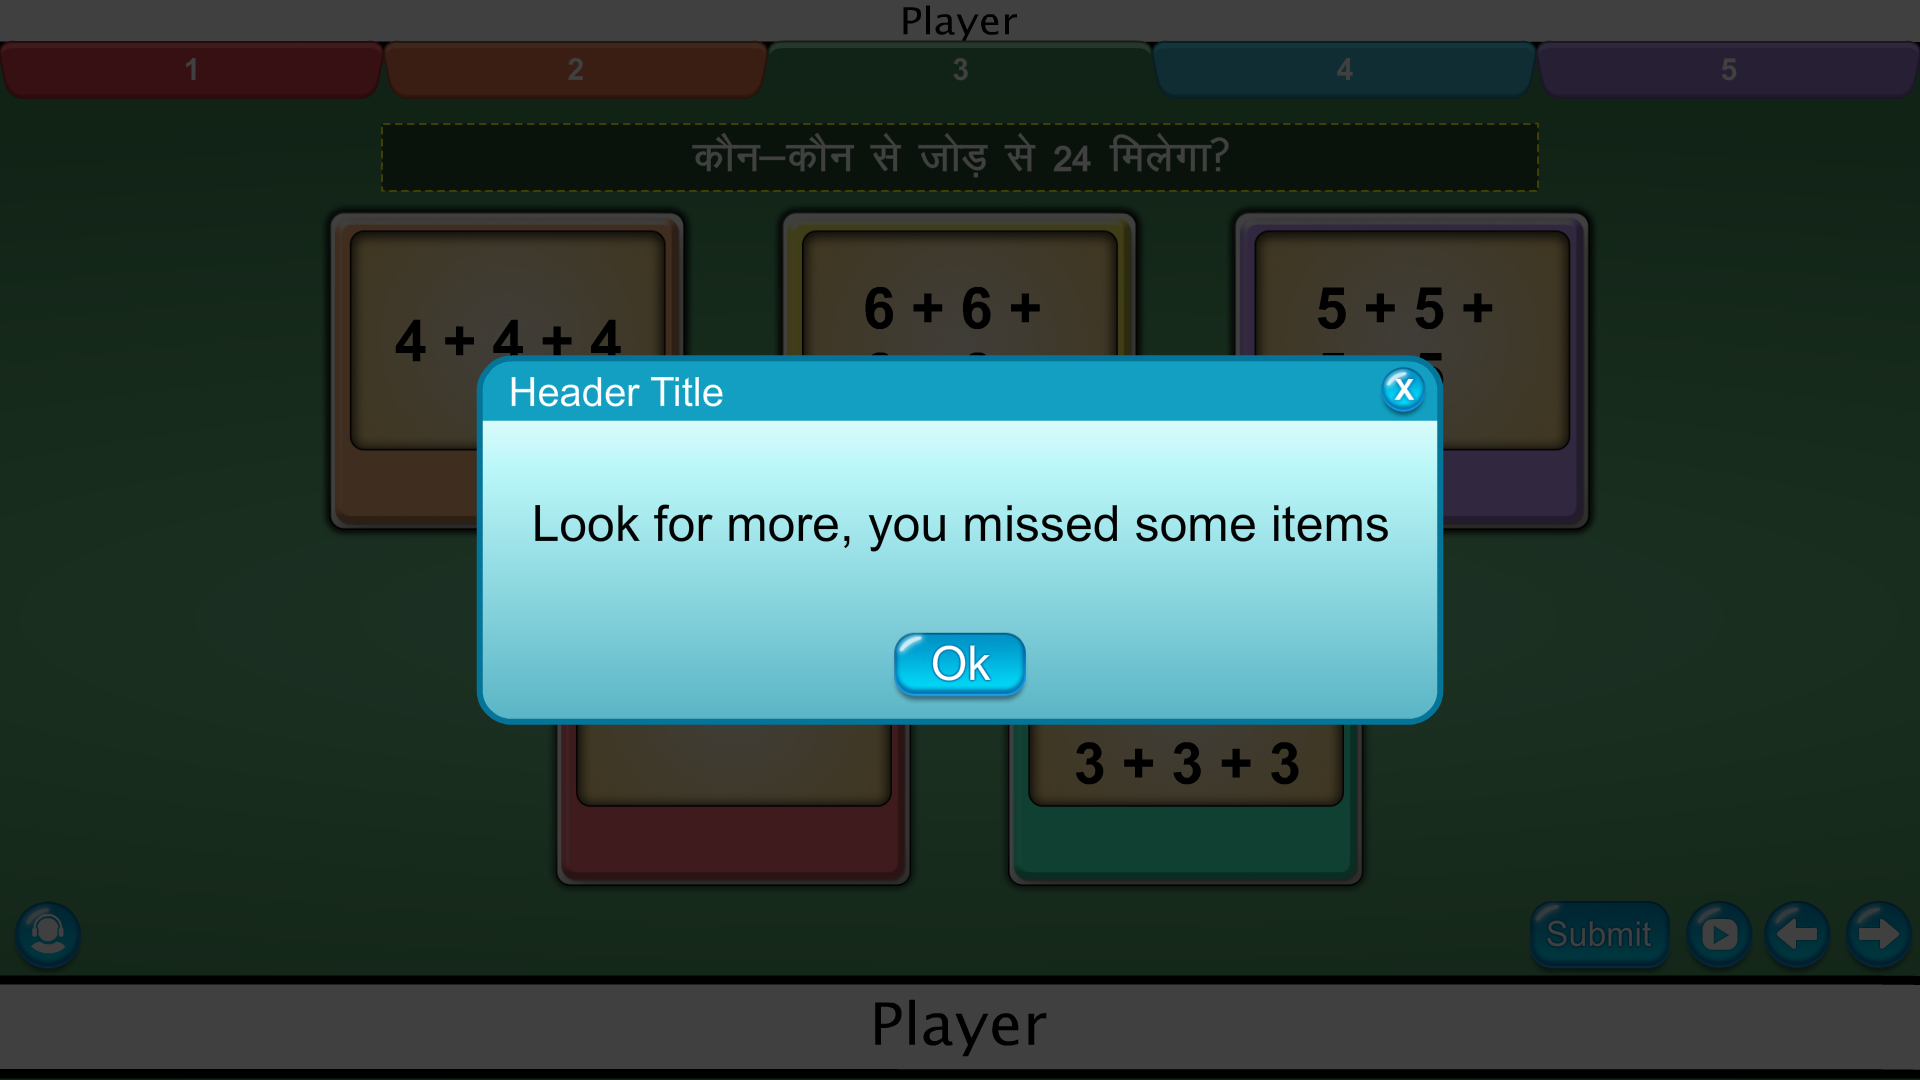 Player
1
2
3
4
5
कौन–कौन से जोड़ से 24 मिलेगा?
4 + 4 + 4
6 + 6 +
5 + 5 +
Header Title
X
Look for more, you missed some items
Ok
3 + 3 + 3
Submit
Player